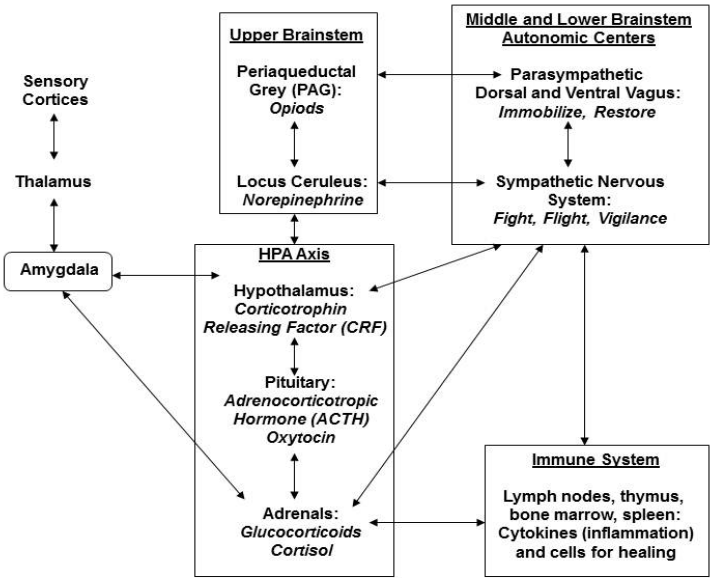 Sensory
Cortices
Thalamus
Amygdala
Upper Brainstem
Periaqueductal
Grey (PAG):
Opiods
Locus Ceruleus:
Norepinephrine
Middle and Lower Brainstem
Autonomic Centers
Parasympathetic
Dorsal and Ventral Vagus:
Immobilize, Restore
Sympathetic Nervous
System:
Fight, Flight, Vigilance
HPA Axis
Hypothalamus:
Corticotrophin
Releasing Factor (CRF)
Pituitary:
Adrenocorticotropic
Hormone (ACTH)
Oxytocin
Adrenals:
Glucocorticoids
Cortisol
Immune System
Lymph nodes, thymus,
bone marrow, spleen:
Cytokines (inflammation)
and cells for healing